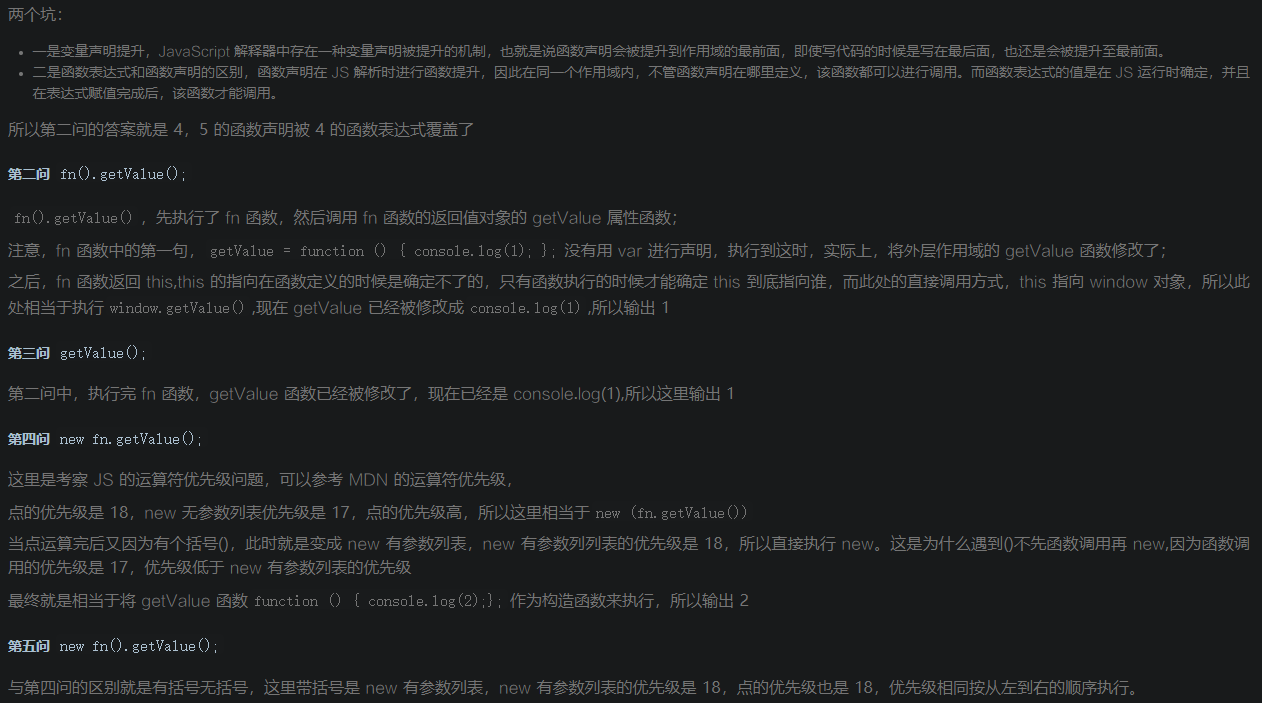 两个坑：
一是变量声明提升，JavaScript 解释器中存在一种变量声明被提升的机制，也就是说函数声明会被提升到作用域的最前面，即使写代码的时候是写在最后面，也还是会被提升至最前面。
二是函数表达式和函数声明的区别，函数声明在 JS 解析时进行函数提升，因此在同一个作用域内，不管函数声明在哪里定义，该函数都可以进行调用。而函数表达式的值是在 JS 运行时确定，并且
在表达式赋值完成后，该函数才能调用。
所以第二问的答案就是 4，5 的函数声明被 4 的函数表达式覆盖了
第二问 fn().getValue();
fn().getValue() ，先执行了 fn 函数，然后调用 fn 函数的返回值对象的 getValue 属性函数；
注意，fn 函数中的第一句， getValue = function () { console.log(1); }; 没有用 var 进行声明，执行到这时，实际上，将外层作用域的 getValue 函数修改了；
之后，fn 函数返回 this,this 的指向在函数定义的时候是确定不了的，只有函数执行的时候才能确定 this 到底指向谁，而此处的直接调用方式，this 指向 window 对象，所以此
处相当于执行 window.getValue() ,现在 getValue 已经被修改成 console.log(1) ,所以输出 1
第三问 getValue();
第二问中，执行完 fn 函数，getValue 函数已经被修改了，现在已经是 console.log(1),所以这里输出 1
第四问 new fn.getValue();
这里是考察 JS 的运算符优先级问题，可以参考 MDN 的运算符优先级，
点的优先级是 18，new 无参数列表优先级是 17，点的优先级高，所以这里相当于 new (fn.getValue())
当点运算完后又因为有个括号()，此时就是变成 new 有参数列表，new 有参数列列表的优先级是 18，所以直接执行 new。这是为什么遇到()不先函数调用再 new,因为函数调
用的优先级是 17，优先级低于 new 有参数列表的优先级
最终就是相当于将 getValue 函数 function () { console.log(2);}; 作为构造函数来执行，所以输出 2
第五问 new fn().getValue();
与第四问的区别就是有括号无括号，这里带括号是 new 有参数列表，new 有参数列表的优先级是 18，点的优先级也是 18，优先级相同按从左到右的顺序执行。